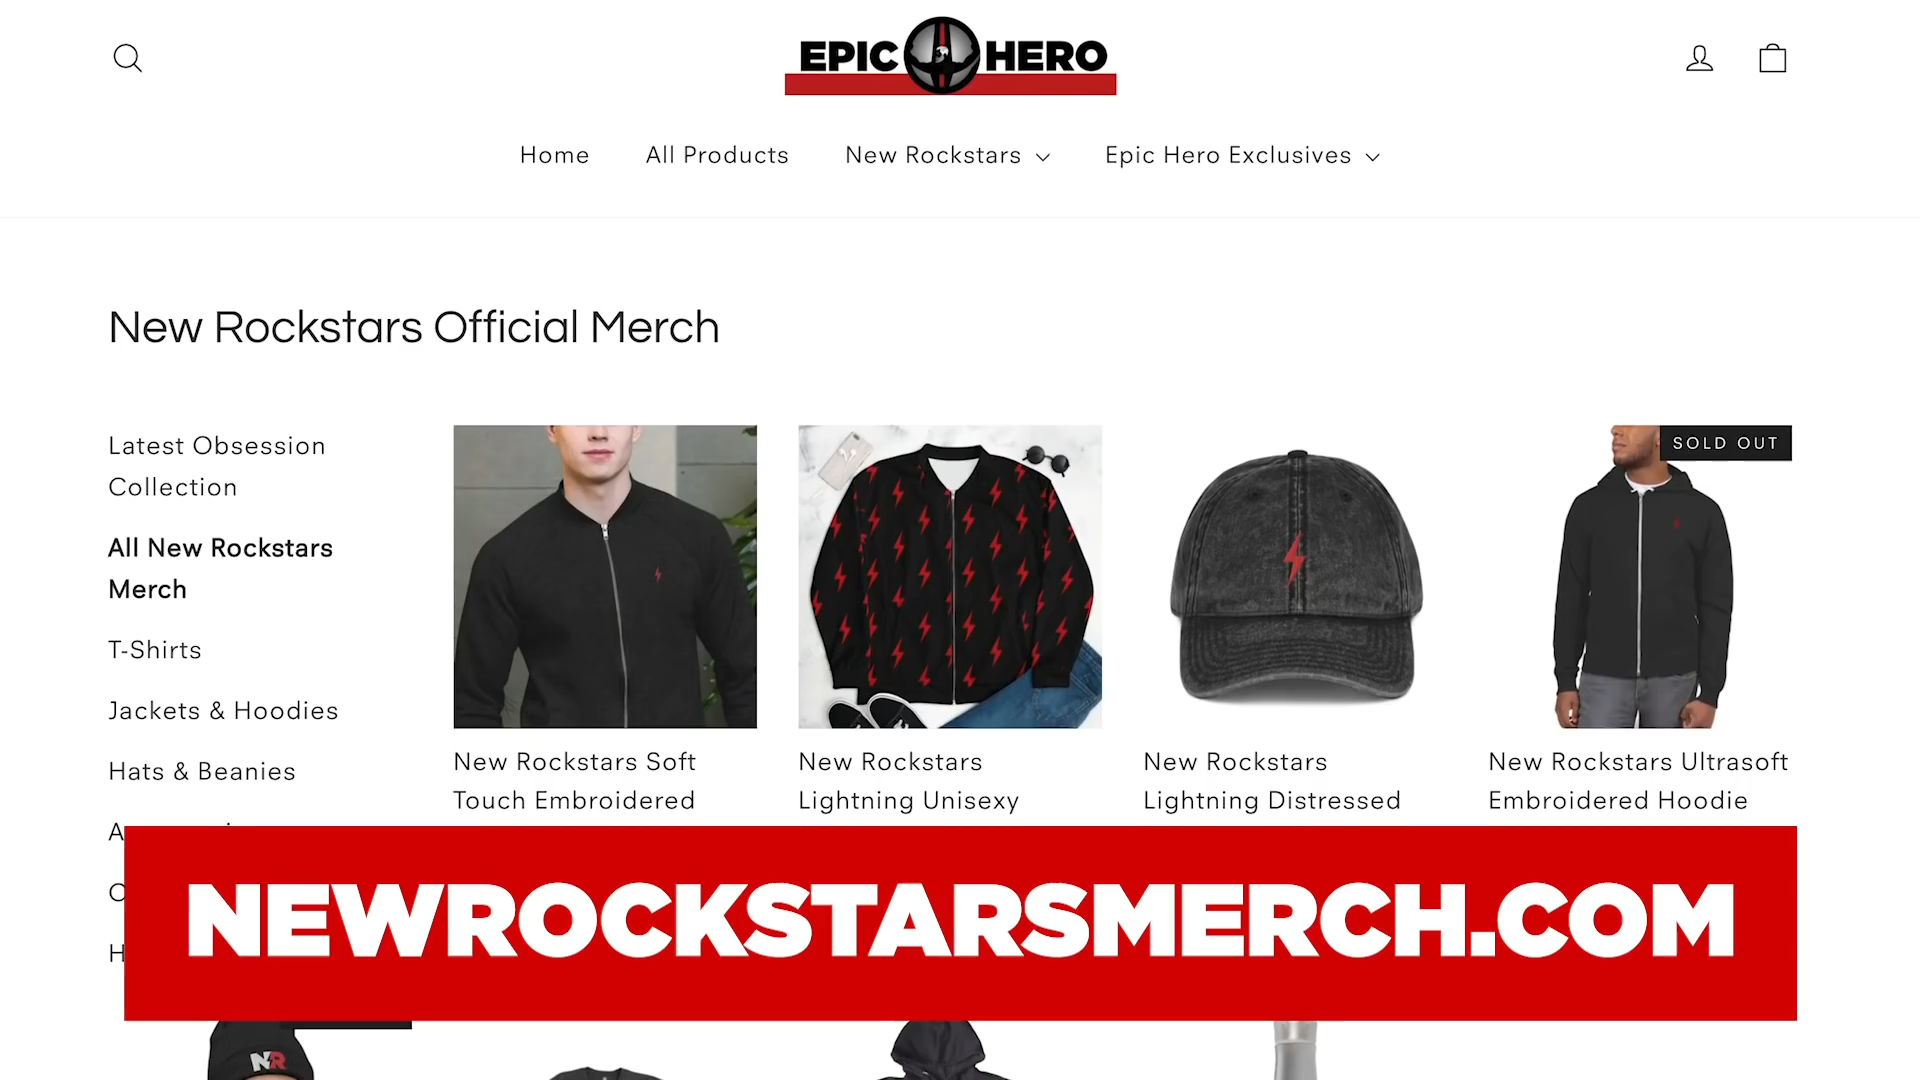 EPIC HERO
Home All Products New Rockstars Epic Hero Exclusives
New Rockstars Official Merch
Latest Obsession
Collection
All New Rockstars
Merch
T-Shirts
Jackets & Hoodies
Hats & Beanies
SOLD OUT
New Rockstars Soft
Touch Embroidered
New Rockstars
Lightning Unisexy
New Rockstars
Lightning Distressed
New Rockstars Ultrasoft
Embroidered Hoodie
NEWROCKSTARSMERCH.COM
NR